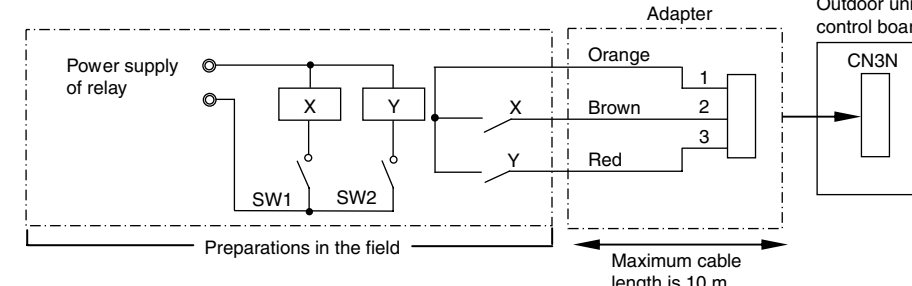 Adapter
Outdoor uni
control boar
Power supply
of relay
Orange
CN3N
X
Y
X
Brown
1
2
3
Y
Red
SW1
SW2
Preparations in the field
Maximum cable
length is 10 m